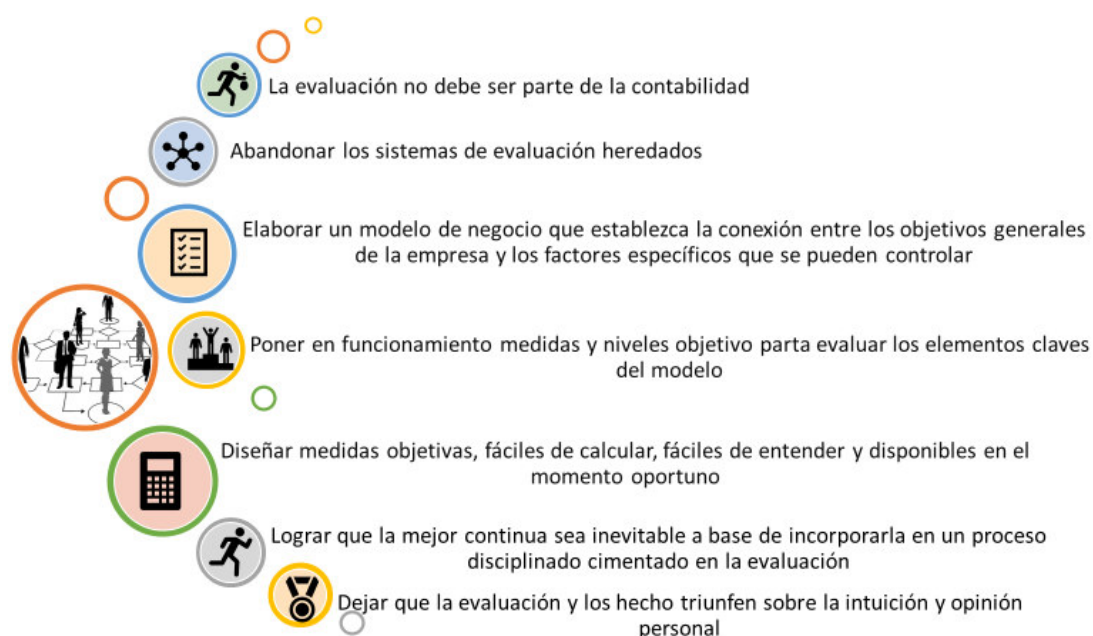 La evaluación no debe ser parte de la contabilidad
Abandonar los sistemas de evaluación heredados
Elaborar un modelo de negocio que establezca la conexión entre los objetivos generales
de la empresa y los factores específicos que se pueden controlar
Poner en funcionamiento medidas y niveles objetivo parta evaluar los elementos claves
del modelo
Diseñar medidas objetivas, fáciles de calcular, fáciles de entender y disponibles en el
momento oportuno
Lograr que la mejor continua sea inevitable a base de incorporarla en un proceso
disciplinado cimentado en la evaluación
Dejar que la evaluación y los hecho triunfen sobre la intuición y opinión
personal